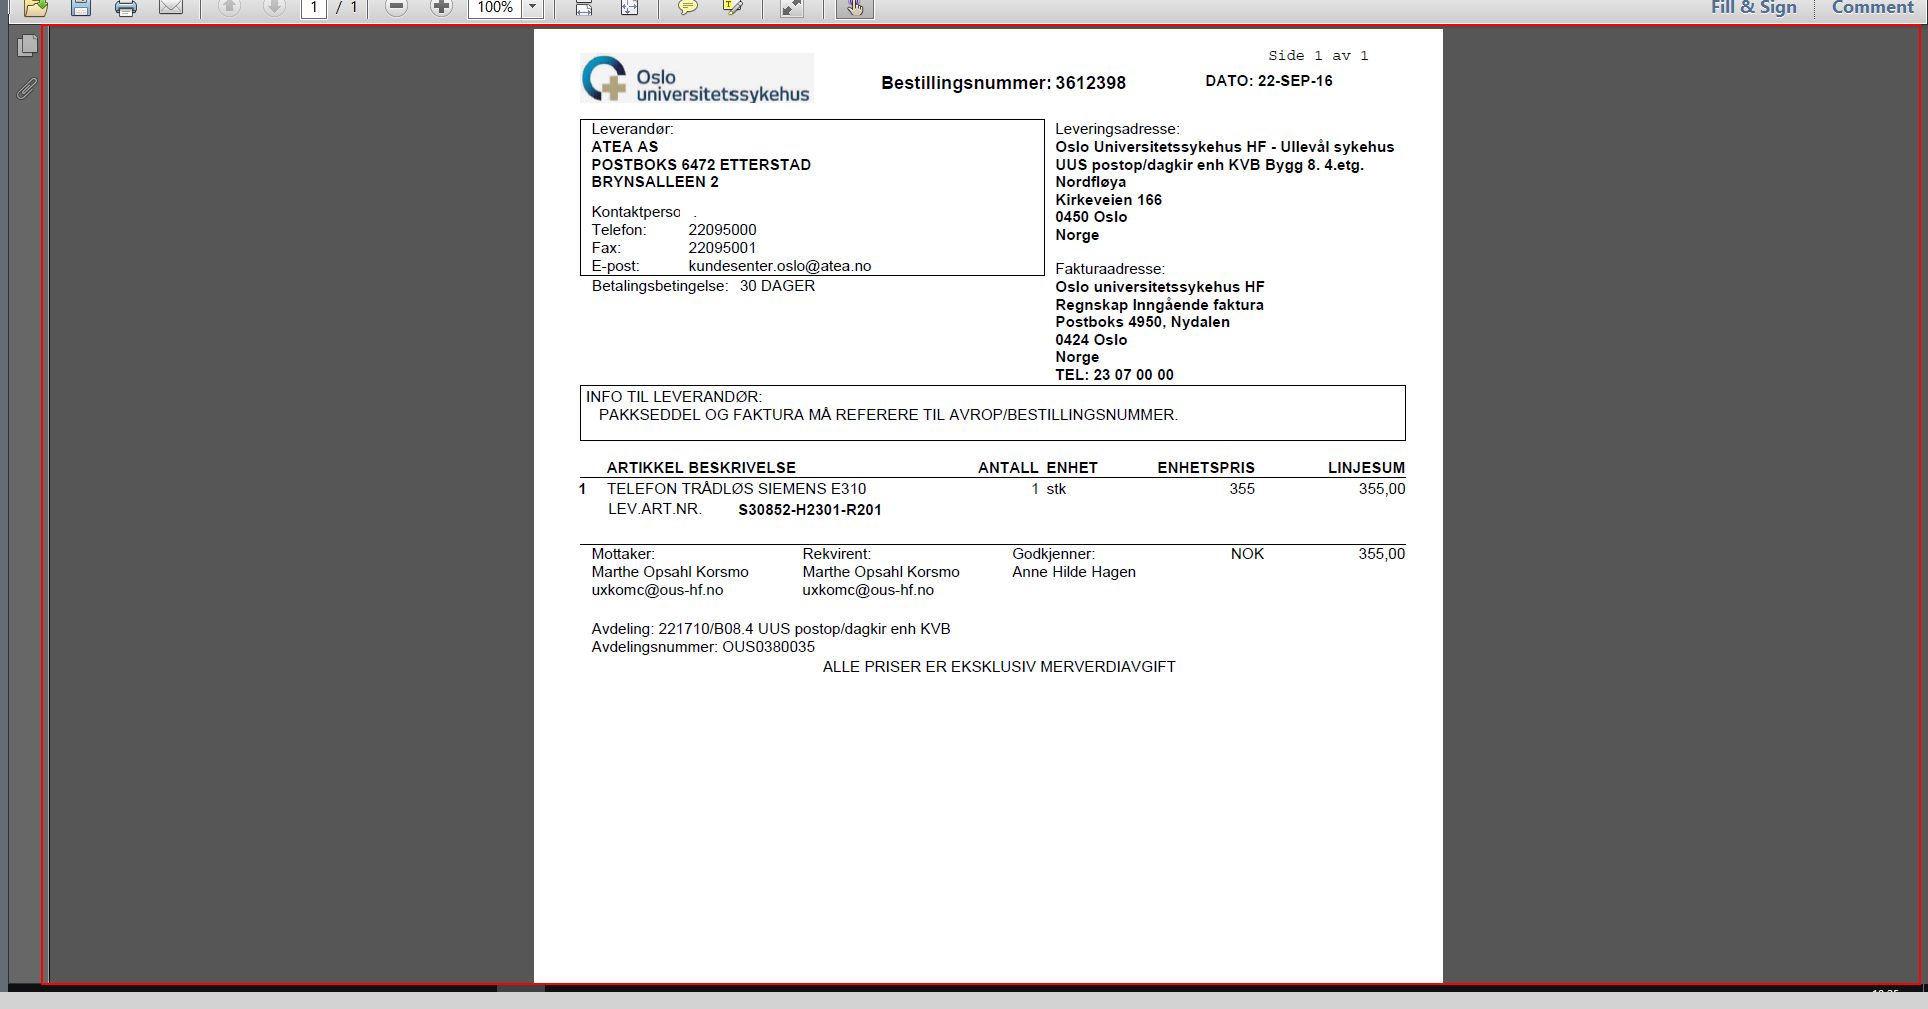 1 / 1
100%
Fill & Sign
Comment
Side 1 av 1
Oslo
universitetssykehus
Bestillingsnummer: 3612398
DATO: 22-SEP-16
Leverandør:
ATEA AS
POSTBOKS 6472 ETTERSTAD
BRYNSALLEEN 2
Kontaktperso .
Telefon: 22095000
Fax: 22095001
E-post: kundesenter.oslo@atea.no
Betalingsbetingelse: 30 DAGER
Leveringsadresse:
Oslo Universitetssykehus HF - Ullevål sykehus
UUS postop/dagkir enh KVB Bygg 8. 4.etg.
Nordfløya
Kirkeveien 166
0450 Oslo
Norge
Fakturaadresse:
Oslo universitetssykehus HF
Regnskap Inngående faktura
Postboks 4950, Nydalen
0424 Oslo
Norge
TEL: 23 07 00 00
INFO TIL LEVERANDØR:
PAKKSEDDEL OG FAKTURA MÅ REFERERE TIL AVROP/BESTILLINGSNUMMER.
ARTIKKEL BESKRIVELSE ANTALL ENHET ENHETSPRIS LINJESUM
1 TELEFON TRÅDLØS SIEMENS E310 1 stk 355 355,00
LEV.ART.NR. S30852-H2301-R201
Mottaker: Rekvirent: Godkjenner: NOK 355,00
Marthe Opsahl Korsmo Marthe Opsahl Korsmo Anne Hilde Hagen
uxkomc@ous-hf.no uxkomc@ous-hf.no
Avdeling: 221710/B08.4 UUS postop/dagkir enh KVB
Avdelingsnummer: OUS0380035
ALLE PRISER ER EKSKLUSIV MERVERDIAVGIFT